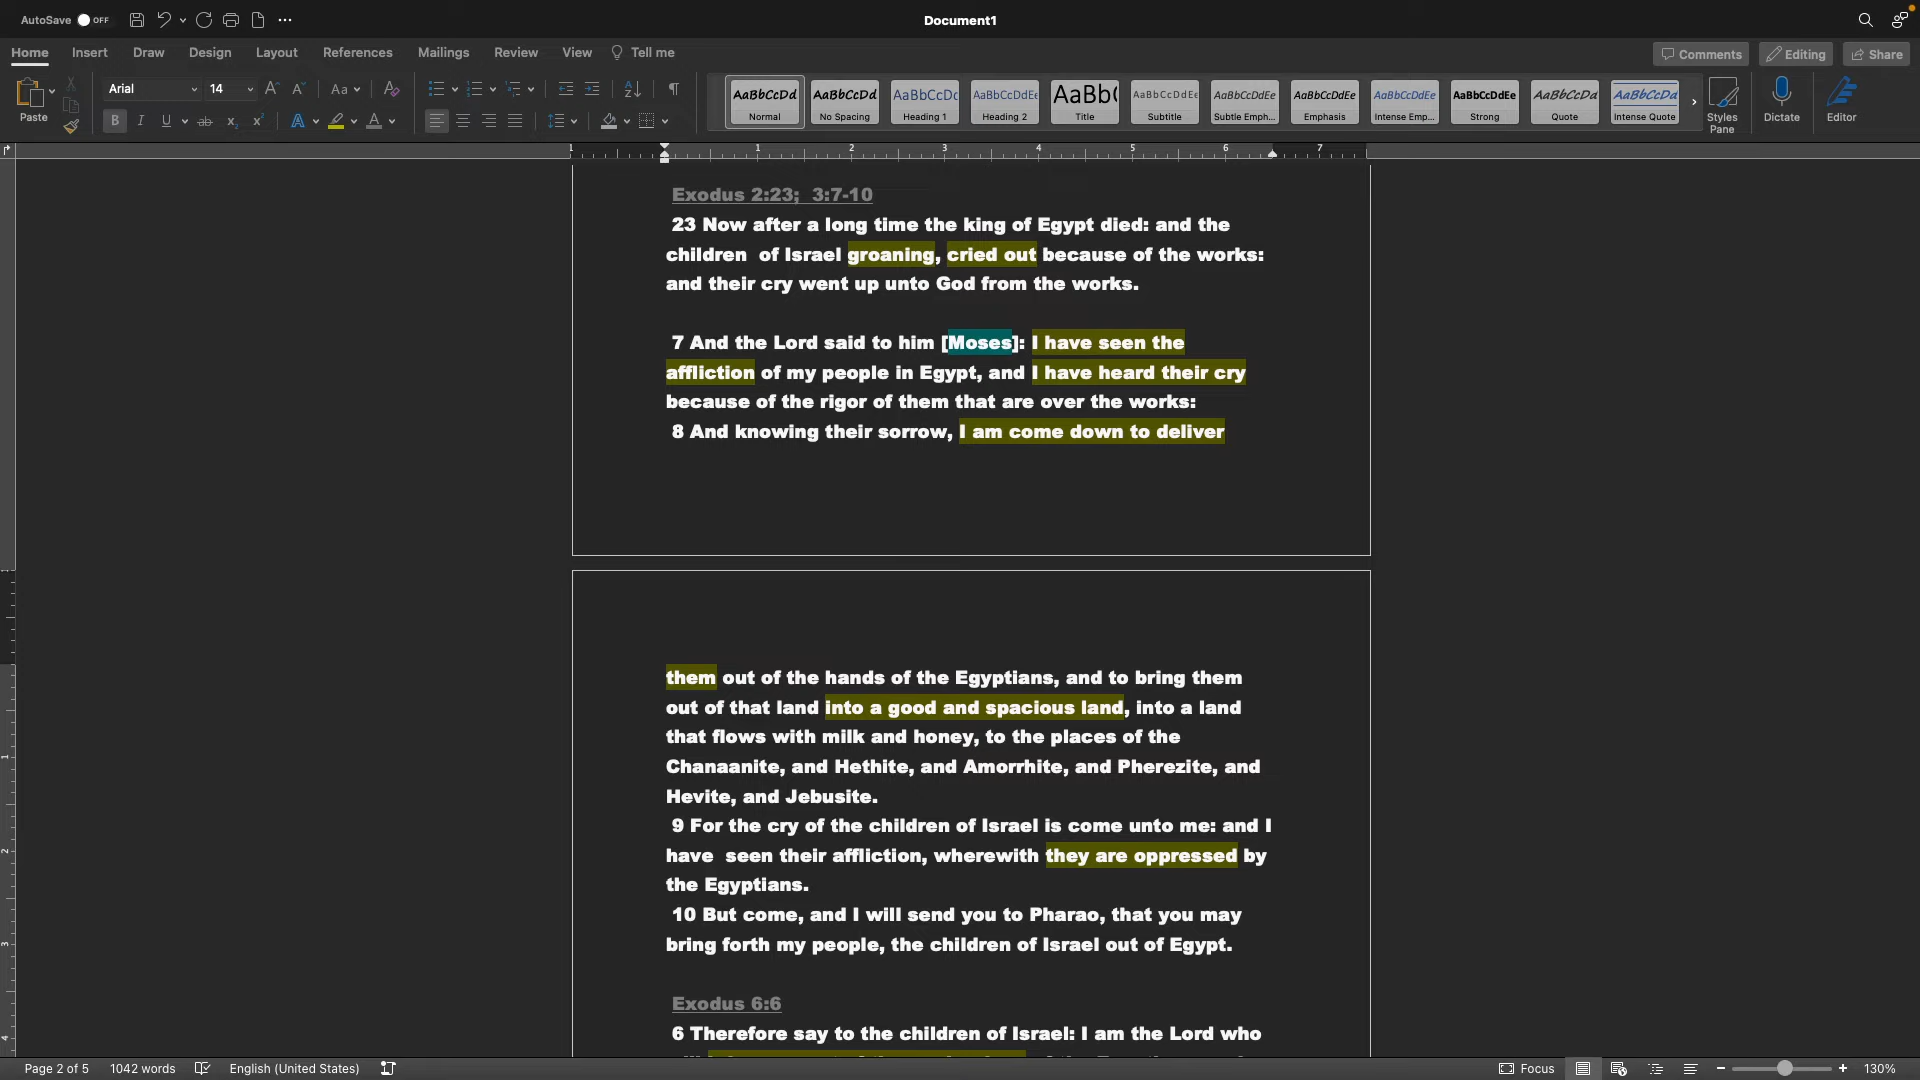 AutoSave OFF
Document1
Home Insert Draw Design Layout References Mailings Review View Tell me
Comments Editing Share
Paste
Arial 14
AaBbCcDd Normal
AaBbCcDd No Spacing
AaBbCcDc Heading 1
AaBbCcDdEe Heading 2
AaBb( Title
AaBbCcDdEe Subtitle
AaBbCcDdEe Subtle Emph...
AaBbCcDdEe Emphasis
AaBbCcDdEe Intense Emp...
AaBbCcDdEe Strong
AaBbCcDd Quote
AaBbCcDd Intense Quote
Styles Pane
Dictate
Editor
1 1 2 3 4 5 6 7
Exodus 2:23;  3:7-10
23 Now after a long time the king of Egypt died: and the
children  of Israel groaning, cried out because of the works:
and their cry went up unto God from the works.
7 And the Lord said to him [Moses]: I have seen the
affliction of my people in Egypt, and I have heard their cry
because of the rigor of them that are over the works:
8 And knowing their sorrow, I am come down to deliver
them out of the hands of the Egyptians, and to bring them
out of that land into a good and spacious land, into a land
that flows with milk and honey, to the places of the
Chanaanite, and Hethite, and Amorrhite, and Pherezite, and
Hevite, and Jebusite.
9 For the cry of the children of Israel is come unto me: and I
have  seen their affliction, wherewith they are oppressed by
the Egyptians.
10 But come, and I will send you to Pharao, that you may
bring forth my people, the children of Israel out of Egypt.
Exodus 6:6
6 Therefore say to the children of Israel: I am the Lord who
Page 2 of 5 1042 words English (United States) Focus 130%